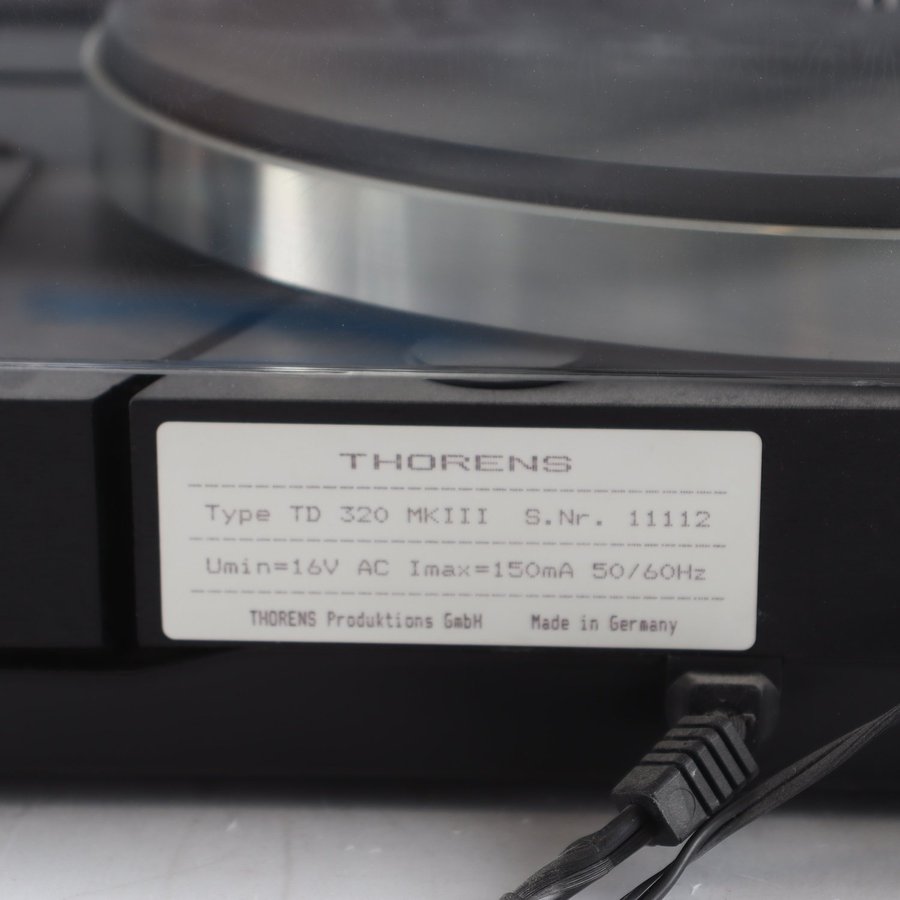 THORENS
Type TD 320 MKIII S.Nr. 11112
Umin=16V AC Imax=150mA 50/60Hz
THORENS Produktions GmbH Made in Germany